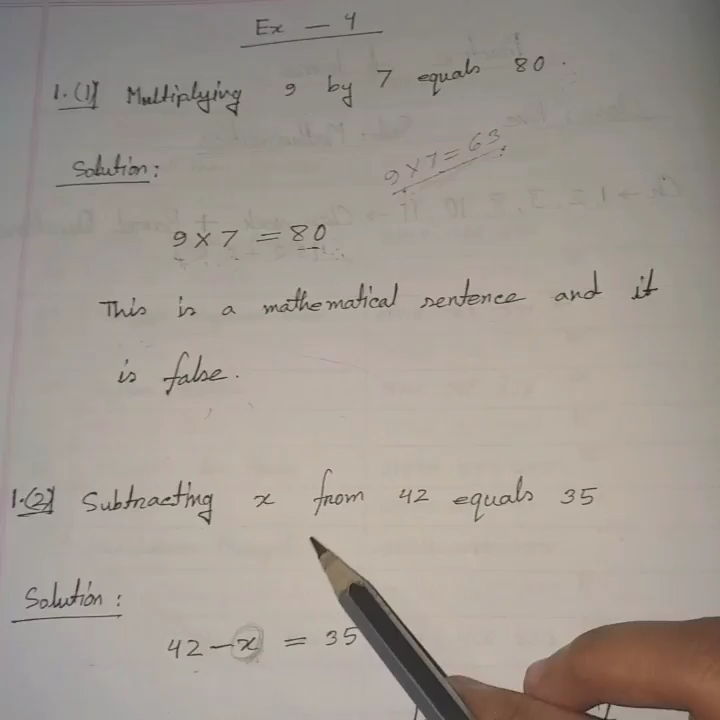 Ex - 4
1.(1) Multiplying 9 by 7 equals 80.
9 x 7 = 63
Solution:
9 x 7 = 80
This is a mathematical sentence and it
is false.
1.(2) Subtracting x from 42 equals 35
Solution:
42 - x = 35